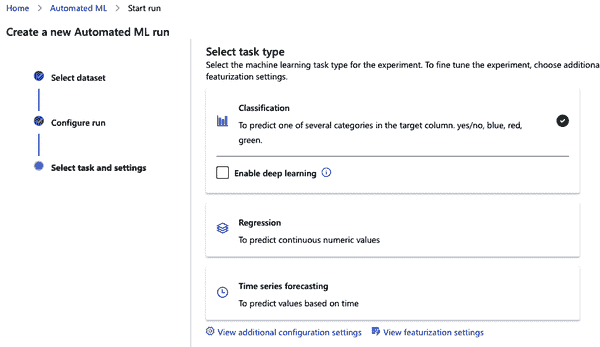 Home > Automated ML > Start run
Create a new Automated ML run
Select dataset
Configure run
Select task and settings
Select task type
Select the machine learning task type for the experiment. To fine tune the experiment, choose additiona
featurization settings.
Classification
To predict one of several categories in the target column. yes/no, blue, red,
green.
Enable deep learning
Regression
To predict continuous numeric values
Time series forecasting
To predict values based on time
View additional configuration settings View featurization settings